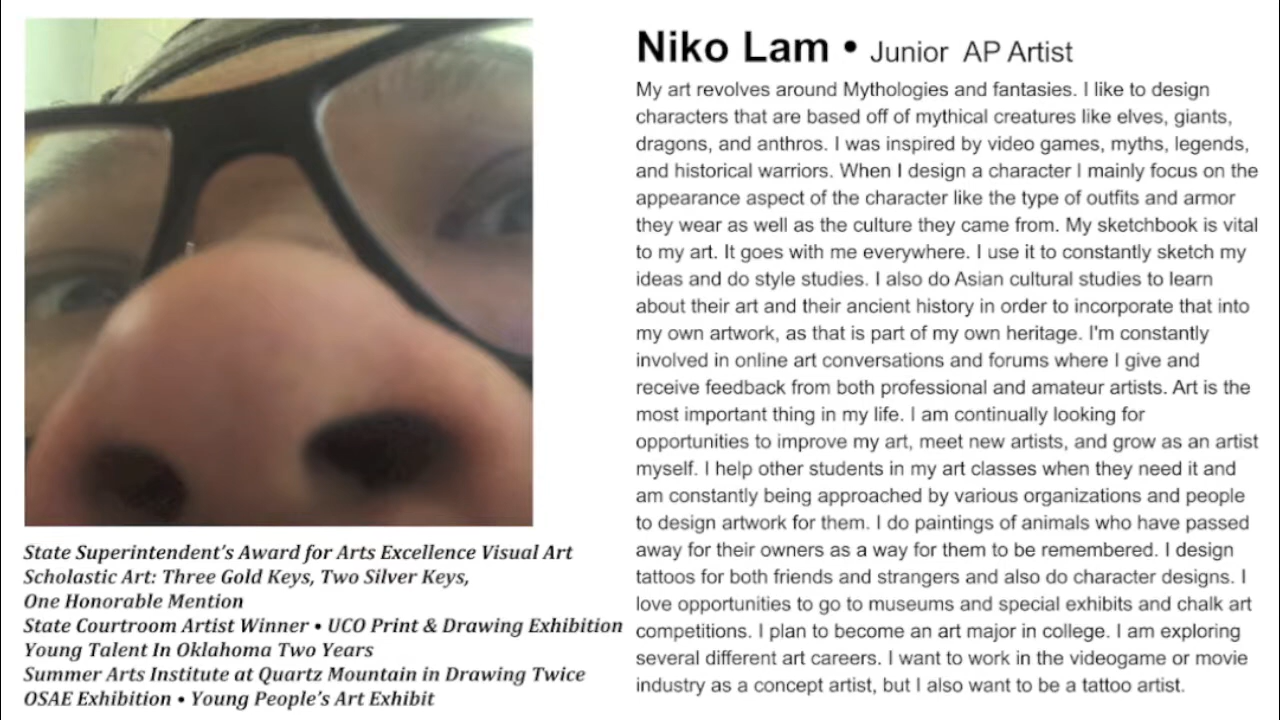 Niko Lam • Junior AP Artist
My art revolves around Mythologies and fantasies. I like to design
characters that are based off of mythical creatures like elves, giants,
dragons, and anthros. I was inspired by video games, myths, legends,
and historical warriors. When I design a character I mainly focus on the
appearance aspect of the character like the type of outfits and armor
they wear as well as the culture they came from. My sketchbook is vital
to my art. It goes with me everywhere. I use it to constantly sketch my
ideas and do style studies. I also do Asian cultural studies to learn
about their art and their ancient history in order to incorporate that into
my own artwork, as that is part of my own heritage. I'm constantly
involved in online art conversations and forums where I give and
receive feedback from both professional and amateur artists. Art is the
most important thing in my life. I am continually looking for
opportunities to improve my art, meet new artists, and grow as an artist
myself. I help other students in my art classes when they need it and
am constantly being approached by various organizations and people
to design artwork for them. I do paintings of animals who have passed
away for their owners as a way for them to be remembered. I design
tattoos for both friends and strangers and also do character designs. I
love opportunities to go to museums and special exhibits and chalk art
competitions. I plan to become an art major in college. I am exploring
several different art careers. I want to work in the videogame or movie
industry as a concept artist, but I also want to be a tattoo artist.
State Superintendent's Award for Arts Excellence Visual Art
Scholastic Art: Three Gold Keys, Two Silver Keys,
One Honorable Mention
State Courtroom Artist Winner • UCO Print & Drawing Exhibition
Young Talent In Oklahoma Two Years
Summer Arts Institute at Quartz Mountain in Drawing Twice
OSAE Exhibition • Young People's Art Exhibit